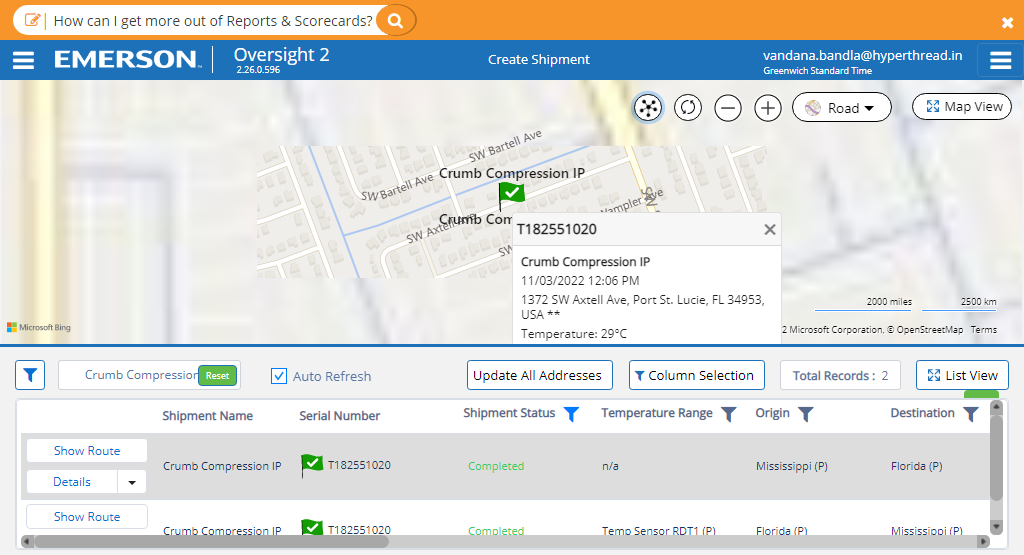 How can I get more out of Reports & Scorecards?
EMERSON
Oversight 2
2.26.0.596
Create Shipment
vandana.bandla@hyperthread.in
Greenwich Standard Time
Road
Map View
SW Bartell Ave
Crumb Compression IP
SW Bartell Ave
Wampler Ave
SW
Crumb Com
SW Axtell Ave
T182551020
Crumb Compression IP
11/03/2022 12:06 PM
1372 SW Axtell Ave, Port St. Lucie, FL 34953,
USA **
Temperature: 29°C
2000 miles
2500 km
Microsoft Bing
2 Microsoft Corporation, © OpenStreetMap Terms
Crumb Compression
Reset
Auto Refresh
Update All Addresses
Column Selection
Total Records : 2
List View
Shipment Name
Serial Number
Shipment Status
Temperature Range
Origin
Destination
Show Route
Details
Crumb Compression IP
T182551020
Completed
n/a
Mississippi (P)
Florida (P)
Show Route
Crumb Compression IP
T182551020
Completed
Temp Sensor RDT1 (P)
Florida (P)
Mississippi (P)